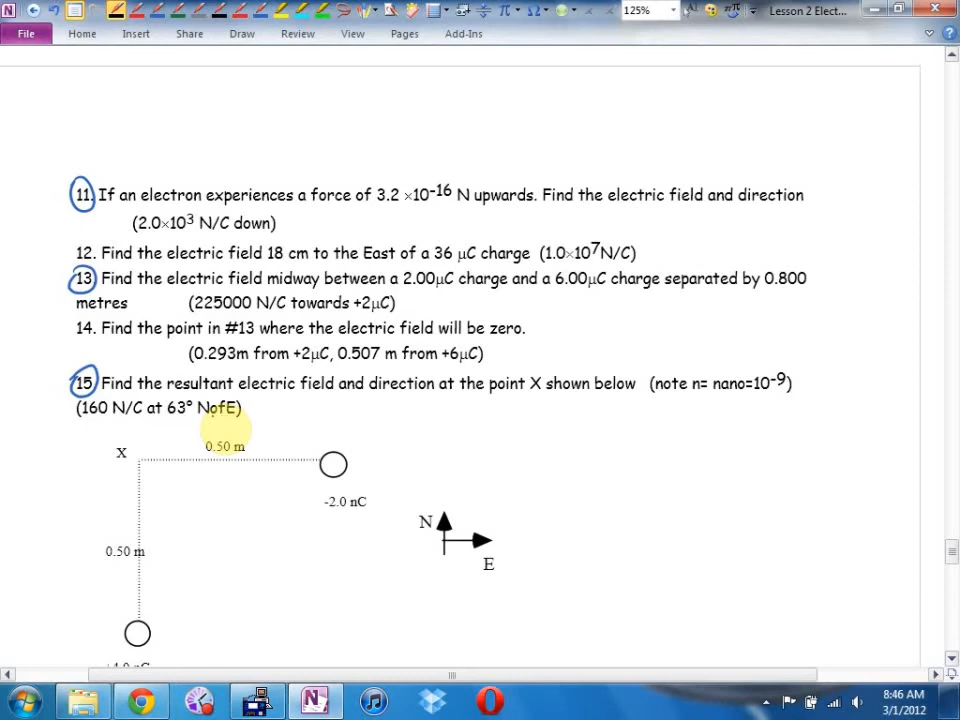 125%
Lesson 2 Elect...
File Home Insert Share Draw Review View Pages Add-Ins
11. If an electron experiences a force of 3.2 ×10-16 N upwards. Find the electric field and direction
(2.0×103 N/C down)
12. Find the electric field 18 cm to the East of a 36 μC charge (1.0×107N/C)
13. Find the electric field midway between a 2.00μC charge and a 6.00μC charge separated by 0.800
metres (225000 N/C towards +2μC)
14. Find the point in #13 where the electric field will be zero.
(0.293m from +2μC, 0.507 m from +6μC)
15. Find the resultant electric field and direction at the point X shown below (note n= nano=10-9)
(160 N/C at 63° NofE)
0.50 m
X
-2.0 nC
N
0.50 m
E
8:46 AM
3/1/2012